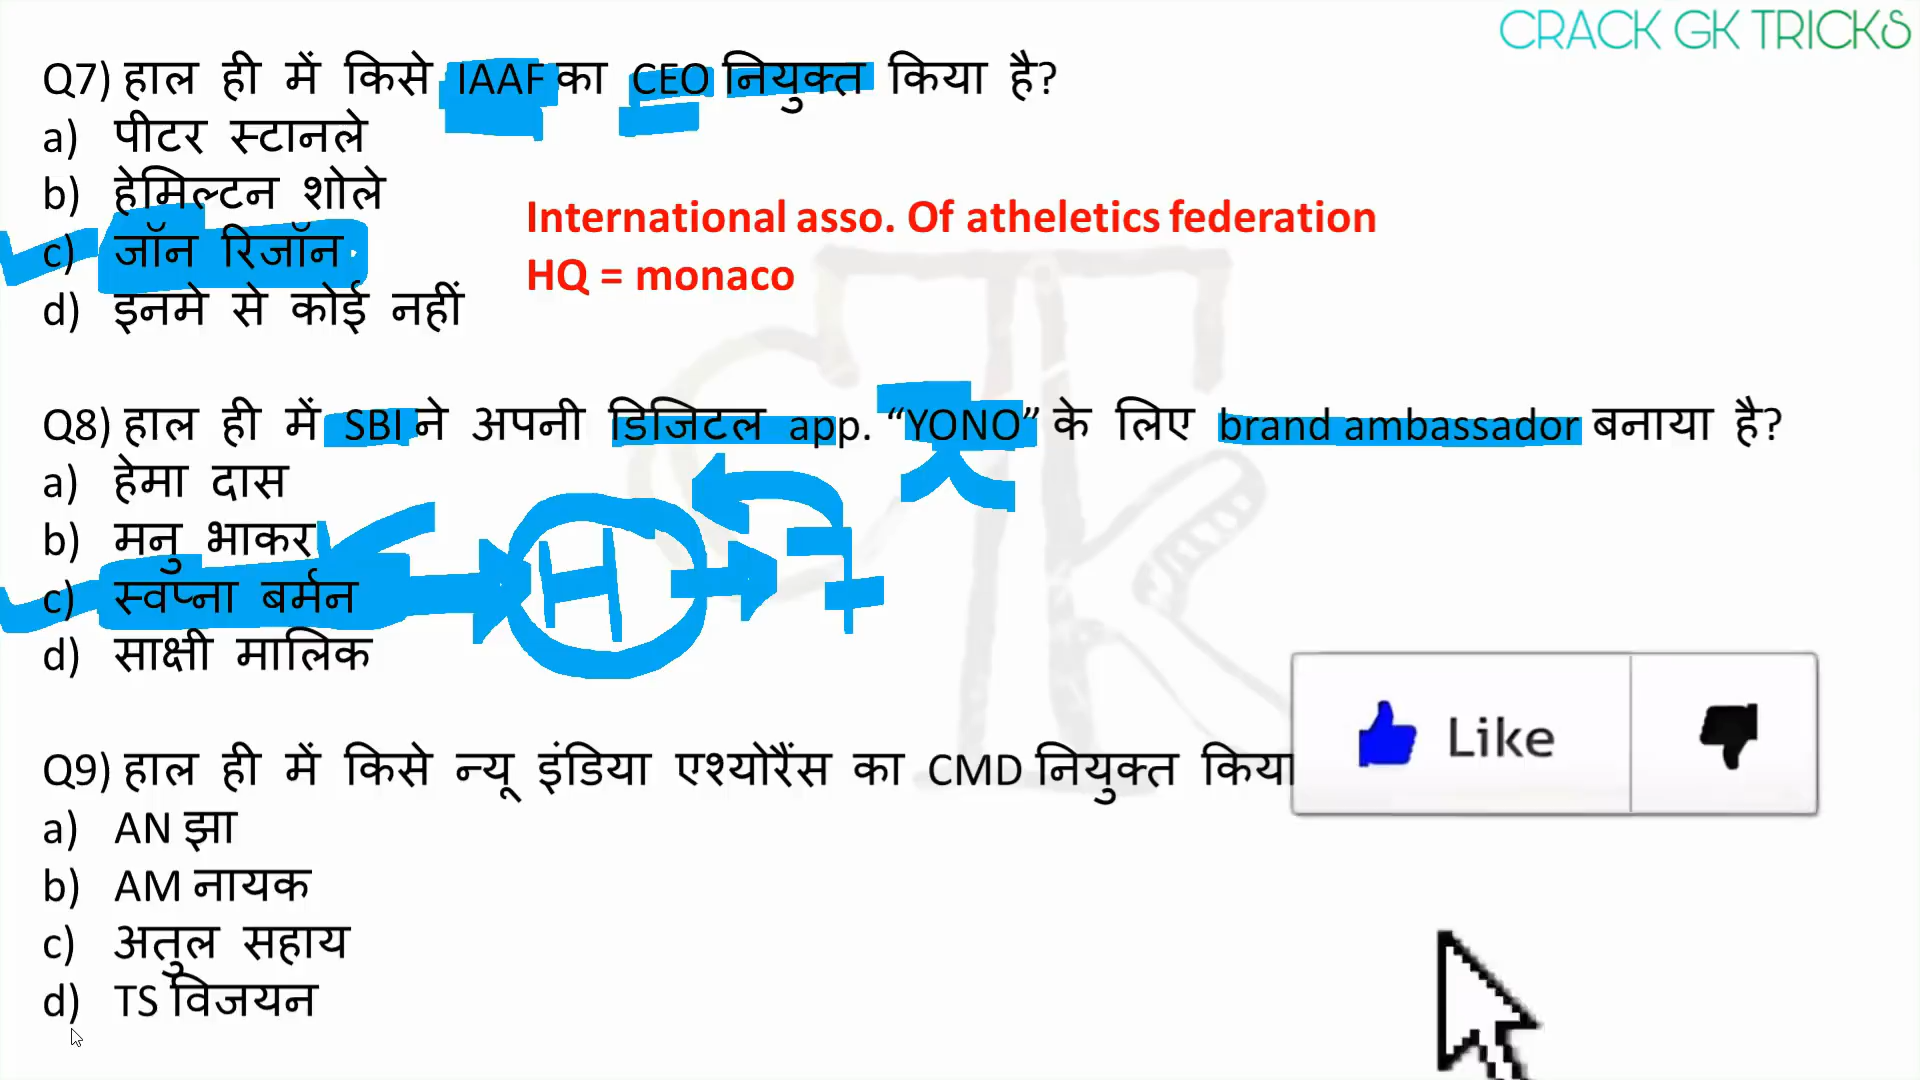 CRACK GK TRICKS
Q7) हाल ही में किसे IAAF का CEO नियुक्त किया है?
a) पीटर स्टानले
b) हेमिल्टन शोले
c) जॉन रिजॉन
d) इनमे से कोई नहीं
International asso. Of atheletics federation
HQ = monaco
Q8) हाल ही में SBI ने अपनी डिजिटल app. “YONO” के लिए brand ambassador बनाया है?
a) हेमा दास
b) मनु भाकर
c) स्वप्ना बर्मन
d) साक्षी मालिक
H
7
Q9) हाल ही में किसे न्यू इंडिया एश्योरैंस का CMD नियुक्त किया
a) AN झा
b) AM नायक
c) अतुल सहाय
d) TS विजयन
Like